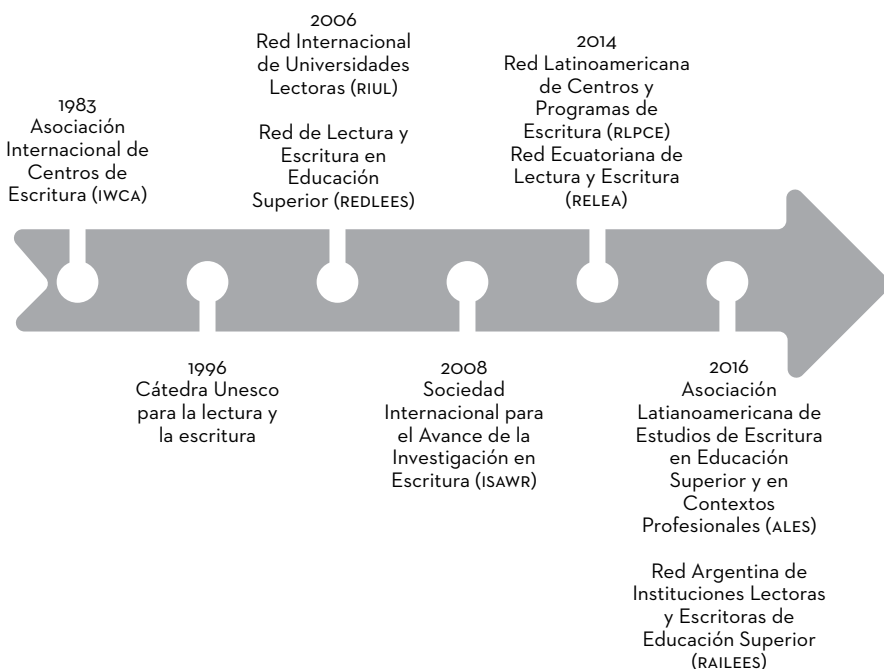 1983
Asociación
Internacional de
Centros de
Escritura (IWCA)
2006
Red Internacional
de Universidades
Lectoras (RIUL)
Red de Lectura y
Escritura en
Educación
Superior (REDLEES)
2014
Red Latinoamericana
de Centros y
Programas de
Escritura (RLPCE)
Red Ecuatoriana de
Lectura y Escritura
(RELEA)
1996
Cátedra Unesco
para la lectura y
la escritura
2008
Sociedad
Internacional para
el Avance de la
Investigación en
Escritura (ISAWR)
2016
Asociación
Latianoamericana de
Estudios de Escritura
en Educación
Superior y en
Contextos
Profesionales (ALES)
Red Argentina de
Instituciones Lectoras
y Escritoras de
Educación Superior
(RAILEES)